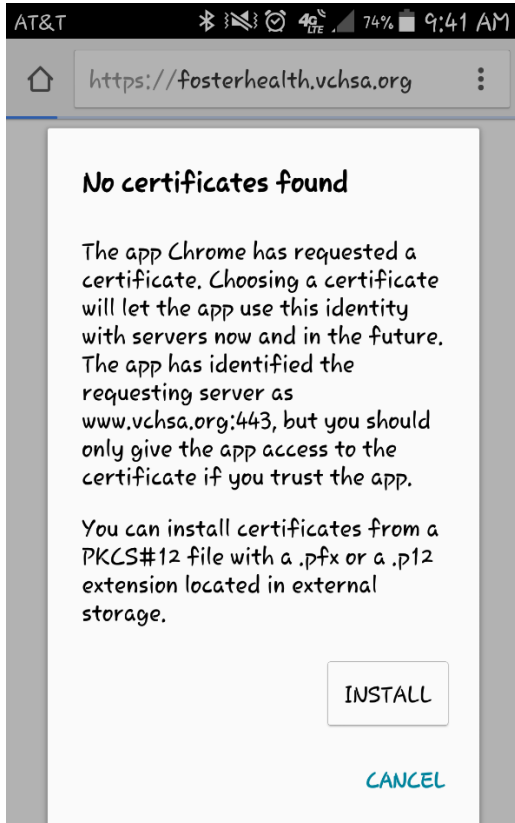 AT&T 4G LTE 74% 9:41 AM
https://fosterhealth.vchsa.org
No certificates found
The app Chrome has requested a
certificate. Choosing a certificate
will let the app use this identity
with servers now and in the future.
The app has identified the
requesting server as
www.vchsa.org:443, but you should
only give the app access to the
certificate if you trust the app.
You can install certificates from a
PKCS#12 file with a .pfx or a .p12
extension located in external
storage.
INSTALL
CANCEL